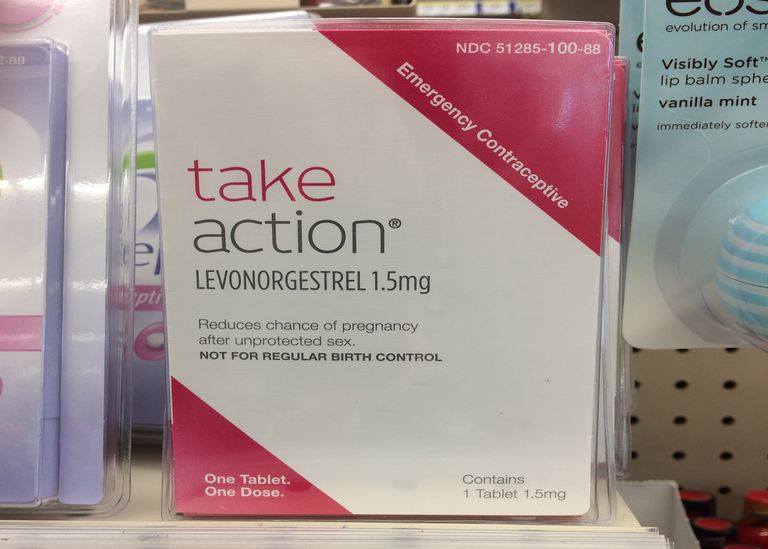 NDC 51285-100-88
Emergency Contraceptive
take
action®
LEVONORGESTREL 1.5mg
Reduces chance of pregnancy
after unprotected sex.
NOT FOR REGULAR BIRTH CONTROL
One Tablet.
One Dose.
Contains
1 Tablet 1.5mg
eos
evolution of sm
Visibly Soft™
lip balm sphe
vanilla mint
immediately softe
-88